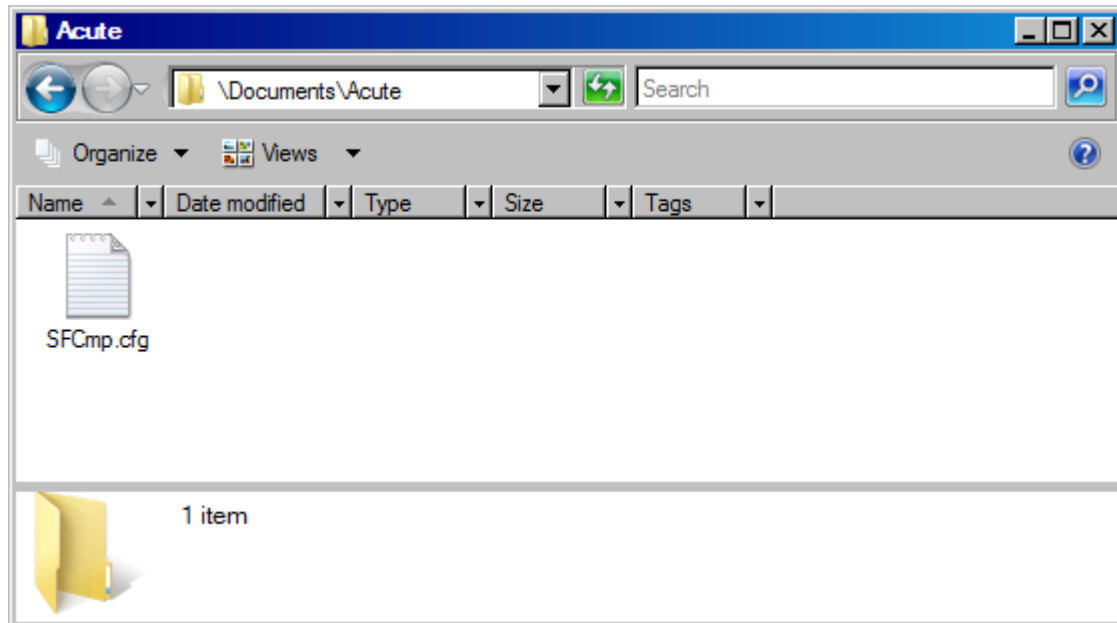 Acute
\Documents\Acute
Search
Organize Views
Name Date modified Type Size Tags
SFCmp.cfg
1 item